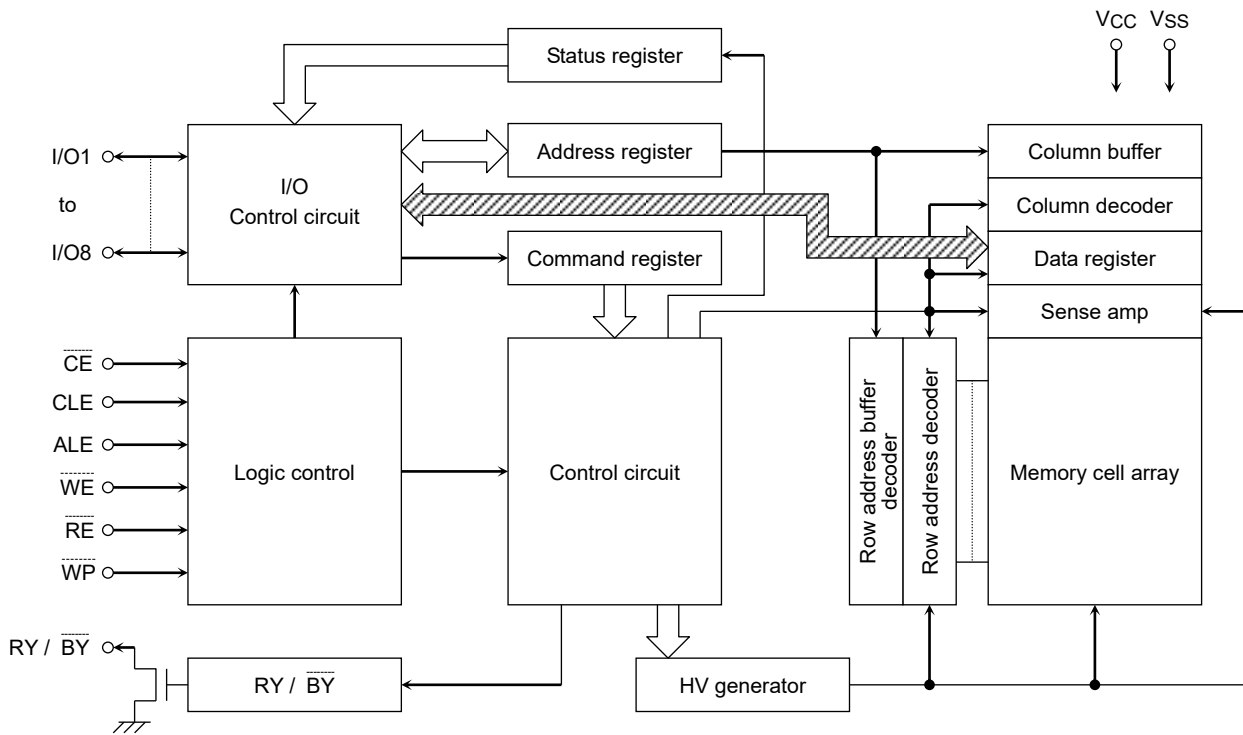 VCC VSS
Status register
I/O1
to
I/O8
I/O
Control circuit
Address register
Command register
Column buffer
Column decoder
Data register
Sense amp
CE
CLE
ALE
WE
RE
WP
Logic control
Control circuit
Row address buffer
decoder
Row address decoder
Memory cell array
RY / BY
RY / BY
HV generator